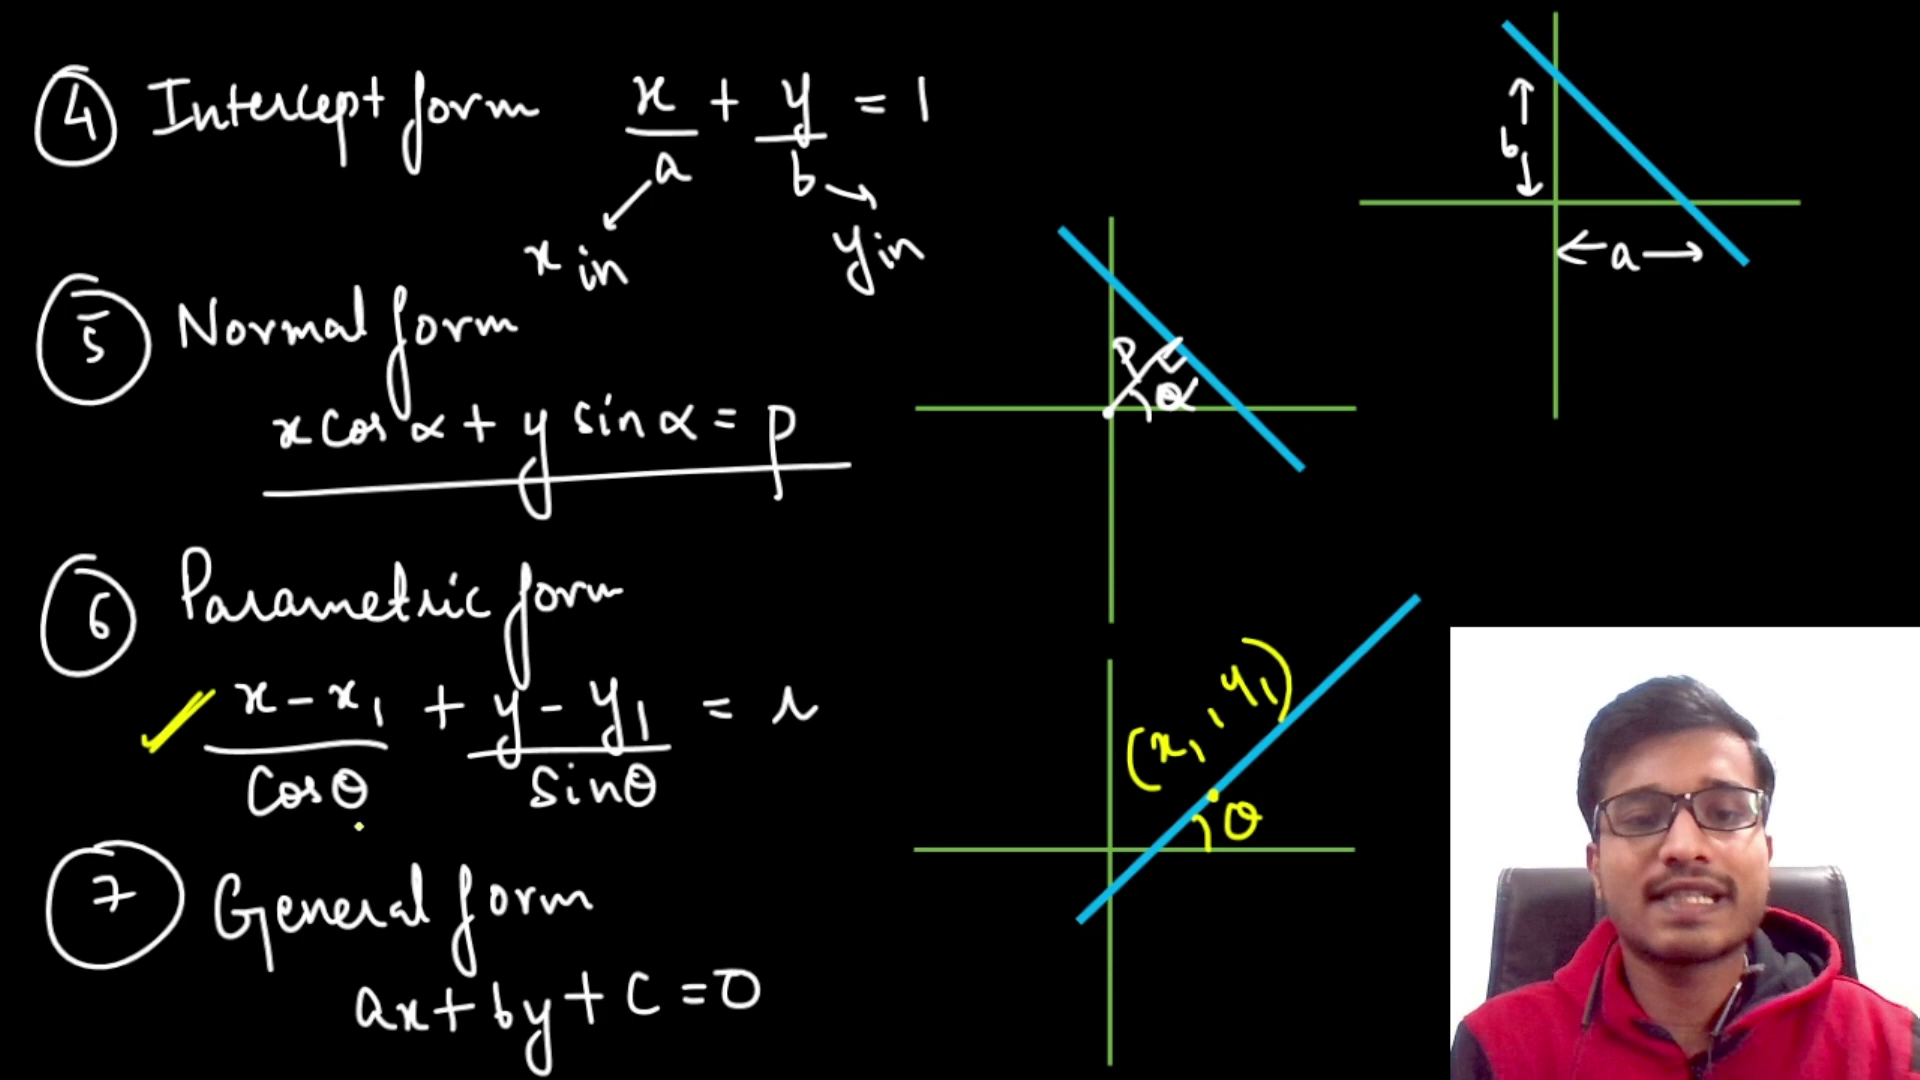 ④ Intercept form x/a + y/b = 1
x in
y in
⑤ Normal form
x cos α + y sin α = p
⑥ Parametric form
(x - x₁)/cosθ + (y - y₁)/sinθ = r
⑦ General form
ax + by + c = 0
b
a
p
α
(x₁, y₁)
θ